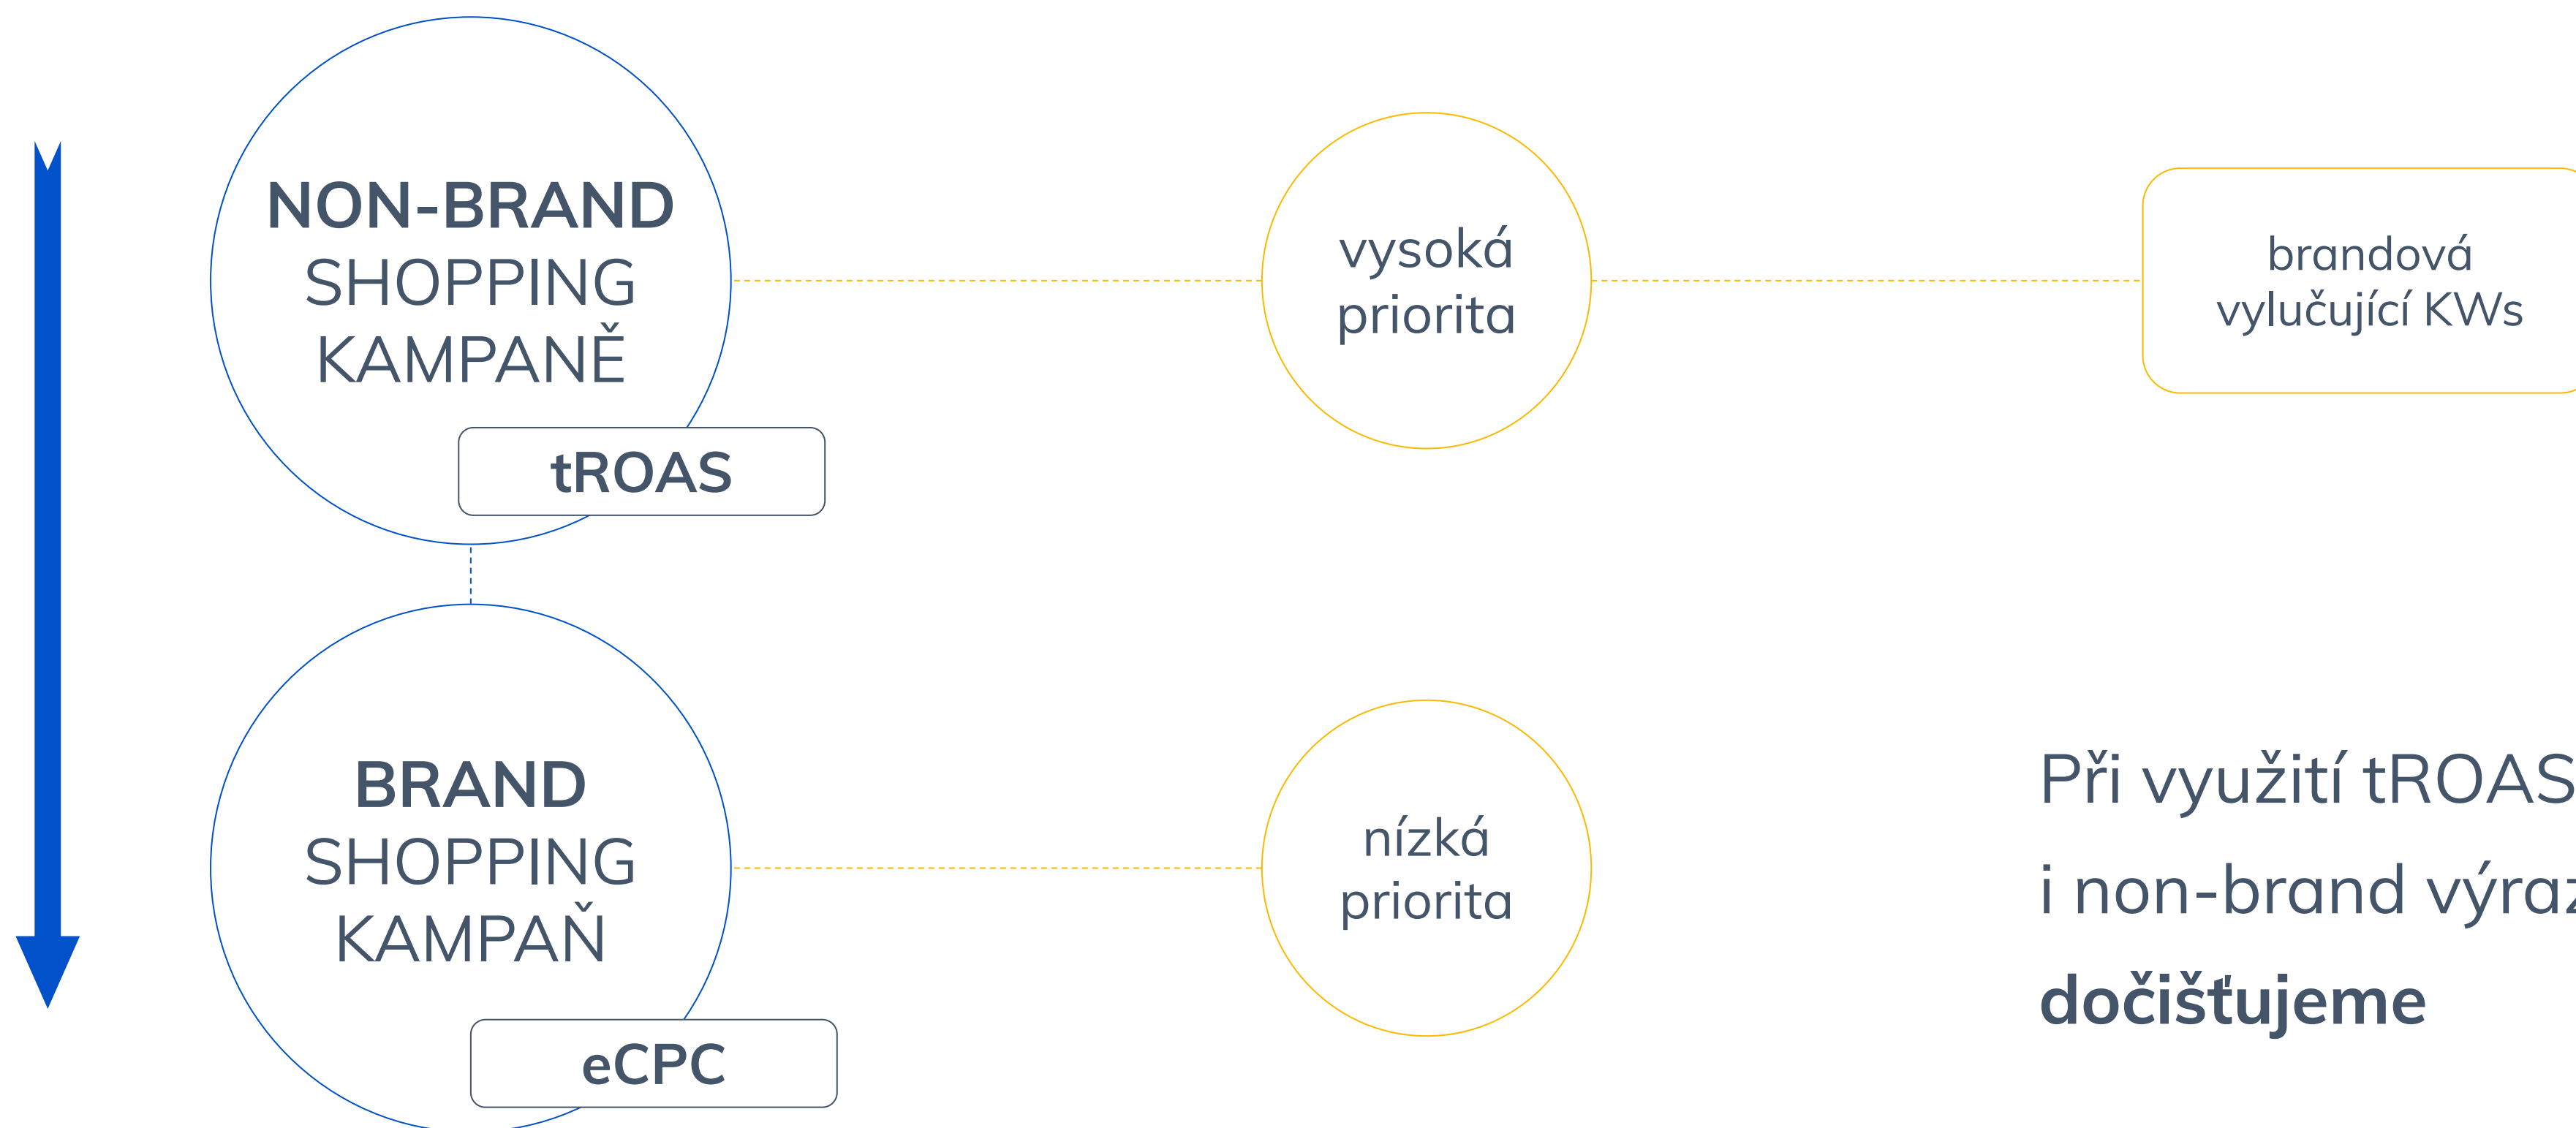 NON-BRAND
SHOPPING
KAMPANĚ
tROAS
vysoká
priorita
brandová
vylučující KWs
BRAND
SHOPPING
KAMPAŇ
eCPC
nízká
priorita
Při využití tROAS
i non-brand
dočišťujeme